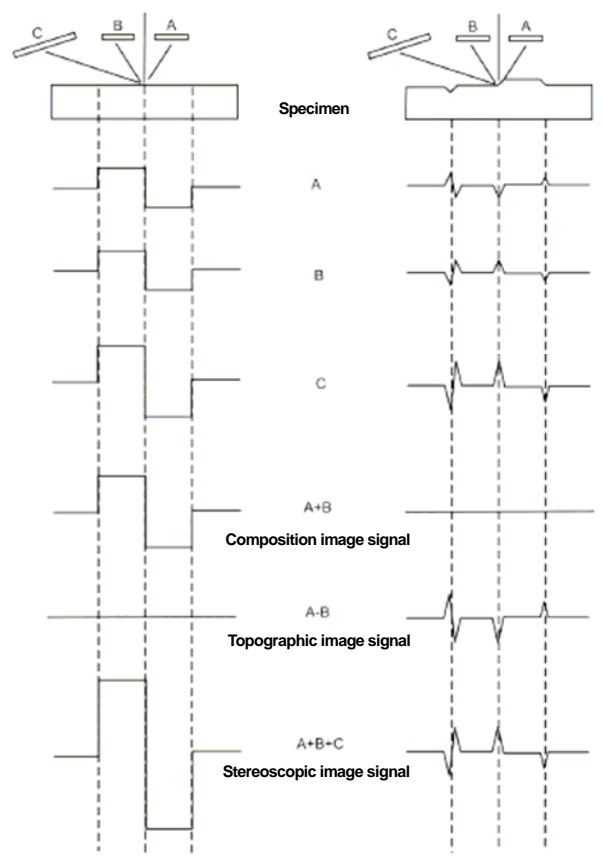 C B A C B A
Specimen
A
B
C
A+B
Composition image signal
A-B
Topographic image signal
A+B+C
Stereoscopic image signal